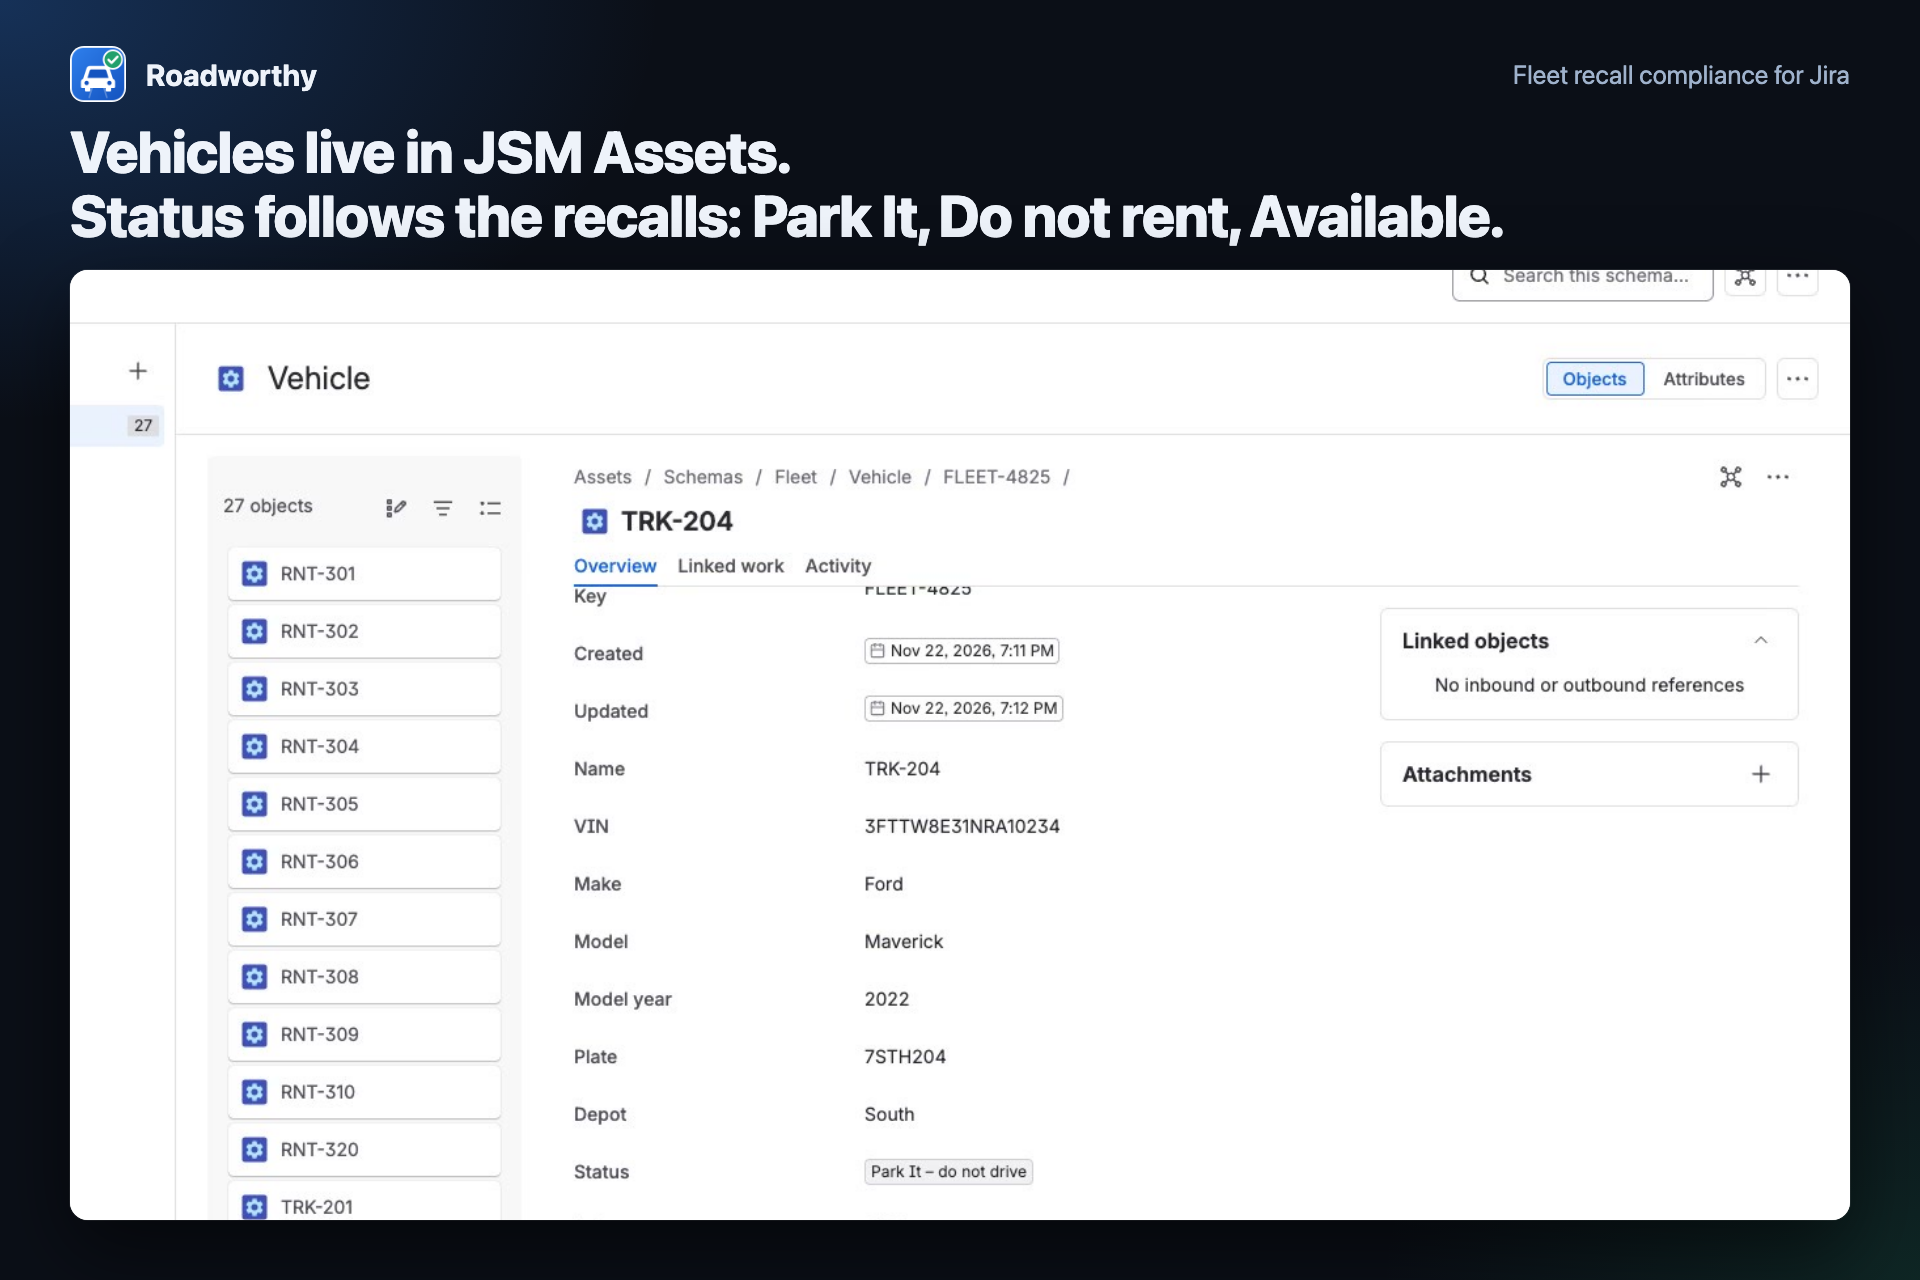 Roadworthy
Fleet recall compliance for Jira
Vehicles live in JSM Assets.
Status follows the recalls: Park It, Do not rent, Available.
Search this schema...
Vehicle
Objects
Attributes
27
27 objects
RNT-301
RNT-302
RNT-303
RNT-304
RNT-305
RNT-306
RNT-307
RNT-308
RNT-309
RNT-310
RNT-320
TRK-201
Assets / Schemas / Fleet / Vehicle / FLEET-4825 /
TRK-204
Overview Linked work Activity
Key FLEET-4825
Created Nov 22, 2026, 7:11 PM
Updated Nov 22, 2026, 7:12 PM
Name TRK-204
VIN 3FTTW8E31NRA10234
Make Ford
Model Maverick
Model year 2022
Plate 7STH204
Depot South
Status Park It – do not drive
Linked objects
No inbound or outbound references
Attachments